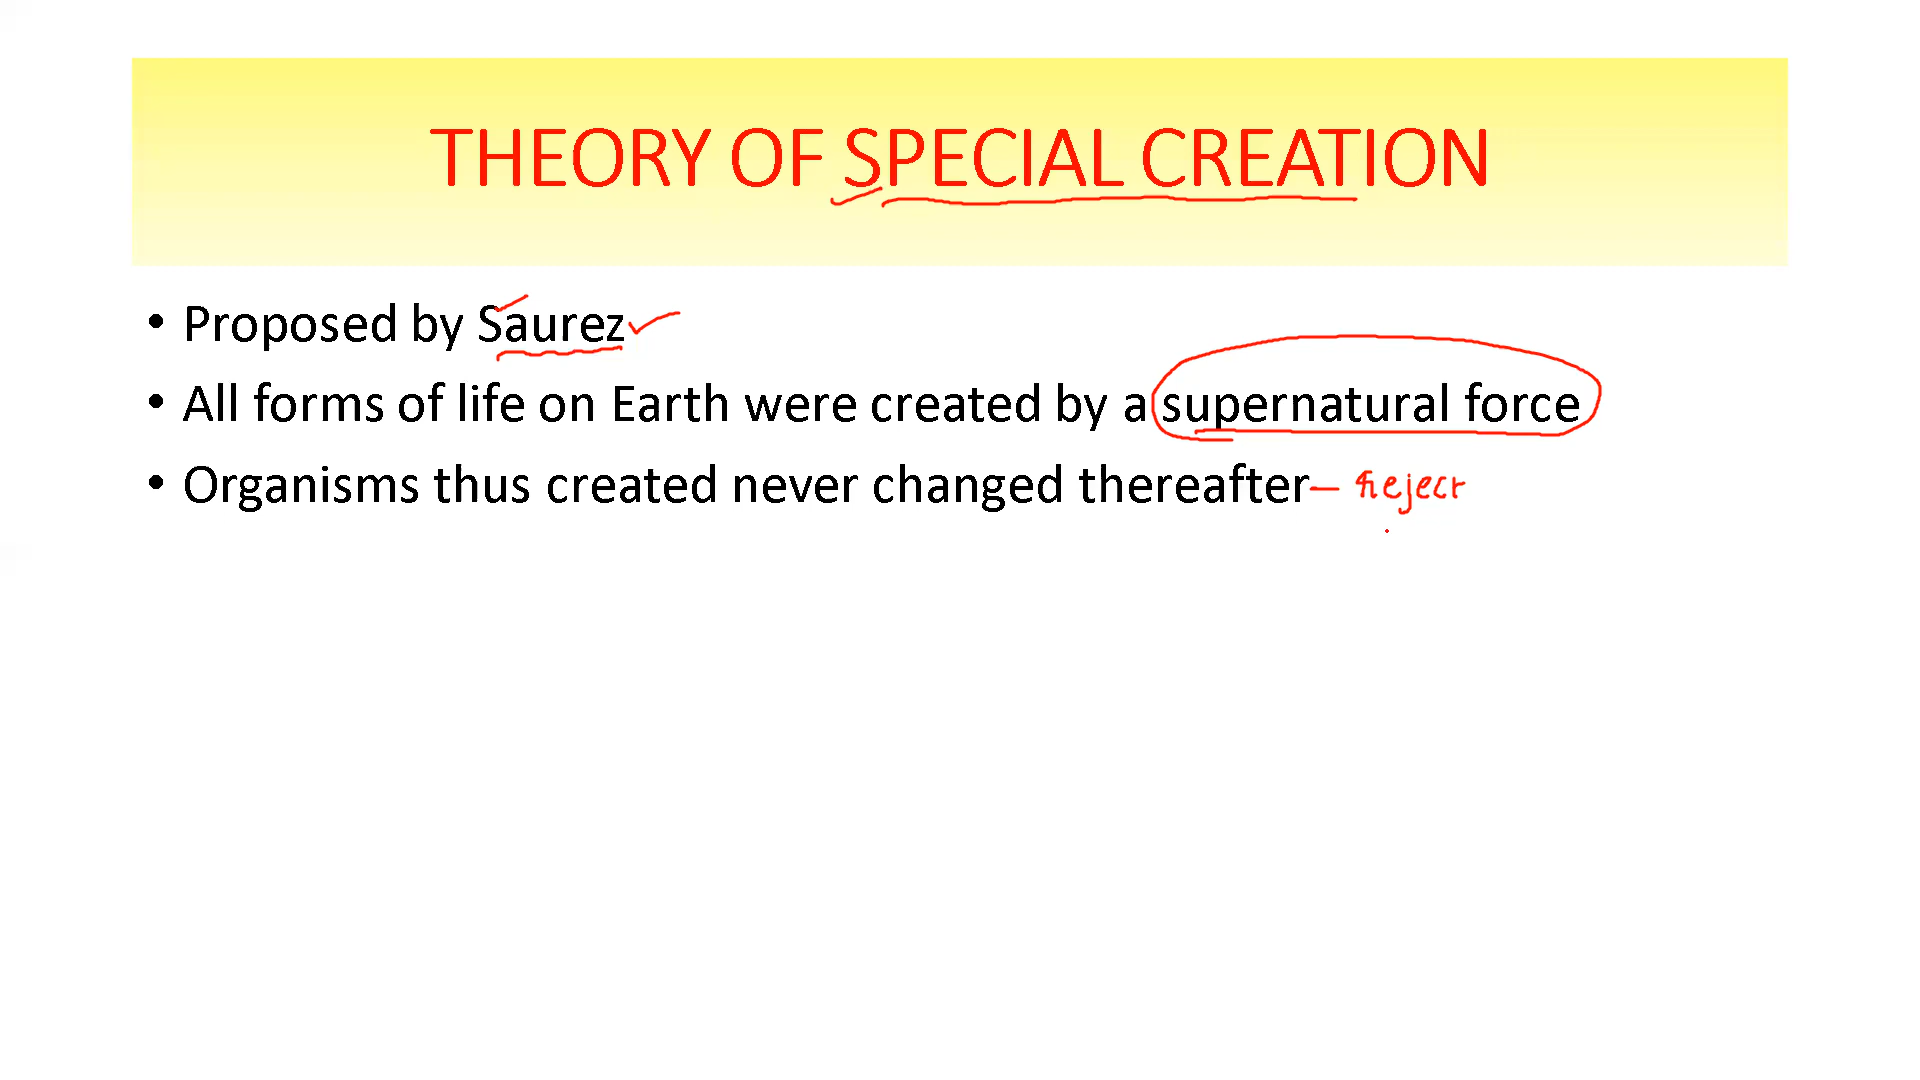 THEORY OF SPECIAL CREATION
• Proposed by Saurez
• All forms of life on Earth were created by a supernatural force
• Organisms thus created never changed thereafter – reject